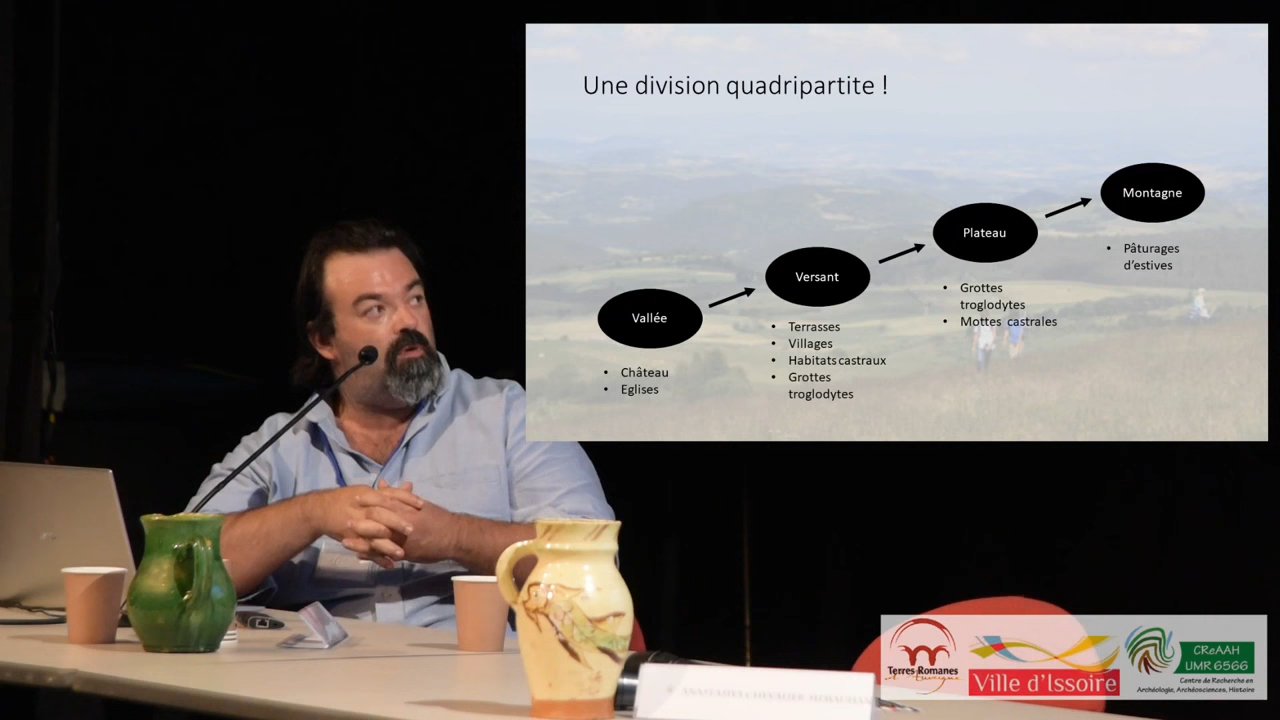 Une division quadripartite !
Montagne
• Pâturages
d'estives
Plateau
• Grottes
troglodytes
• Mottes castrales
Versant
• Terrasses
• Villages
• Habitats castraux
• Grottes
troglodytes
Vallée
• Château
• Eglises
Terres Romanes
d'Auvergne
Ville d'Issoire
CReAAH
UMR 6566
Centre de Recherche en
Archéologie, Archéosciences, Histoire